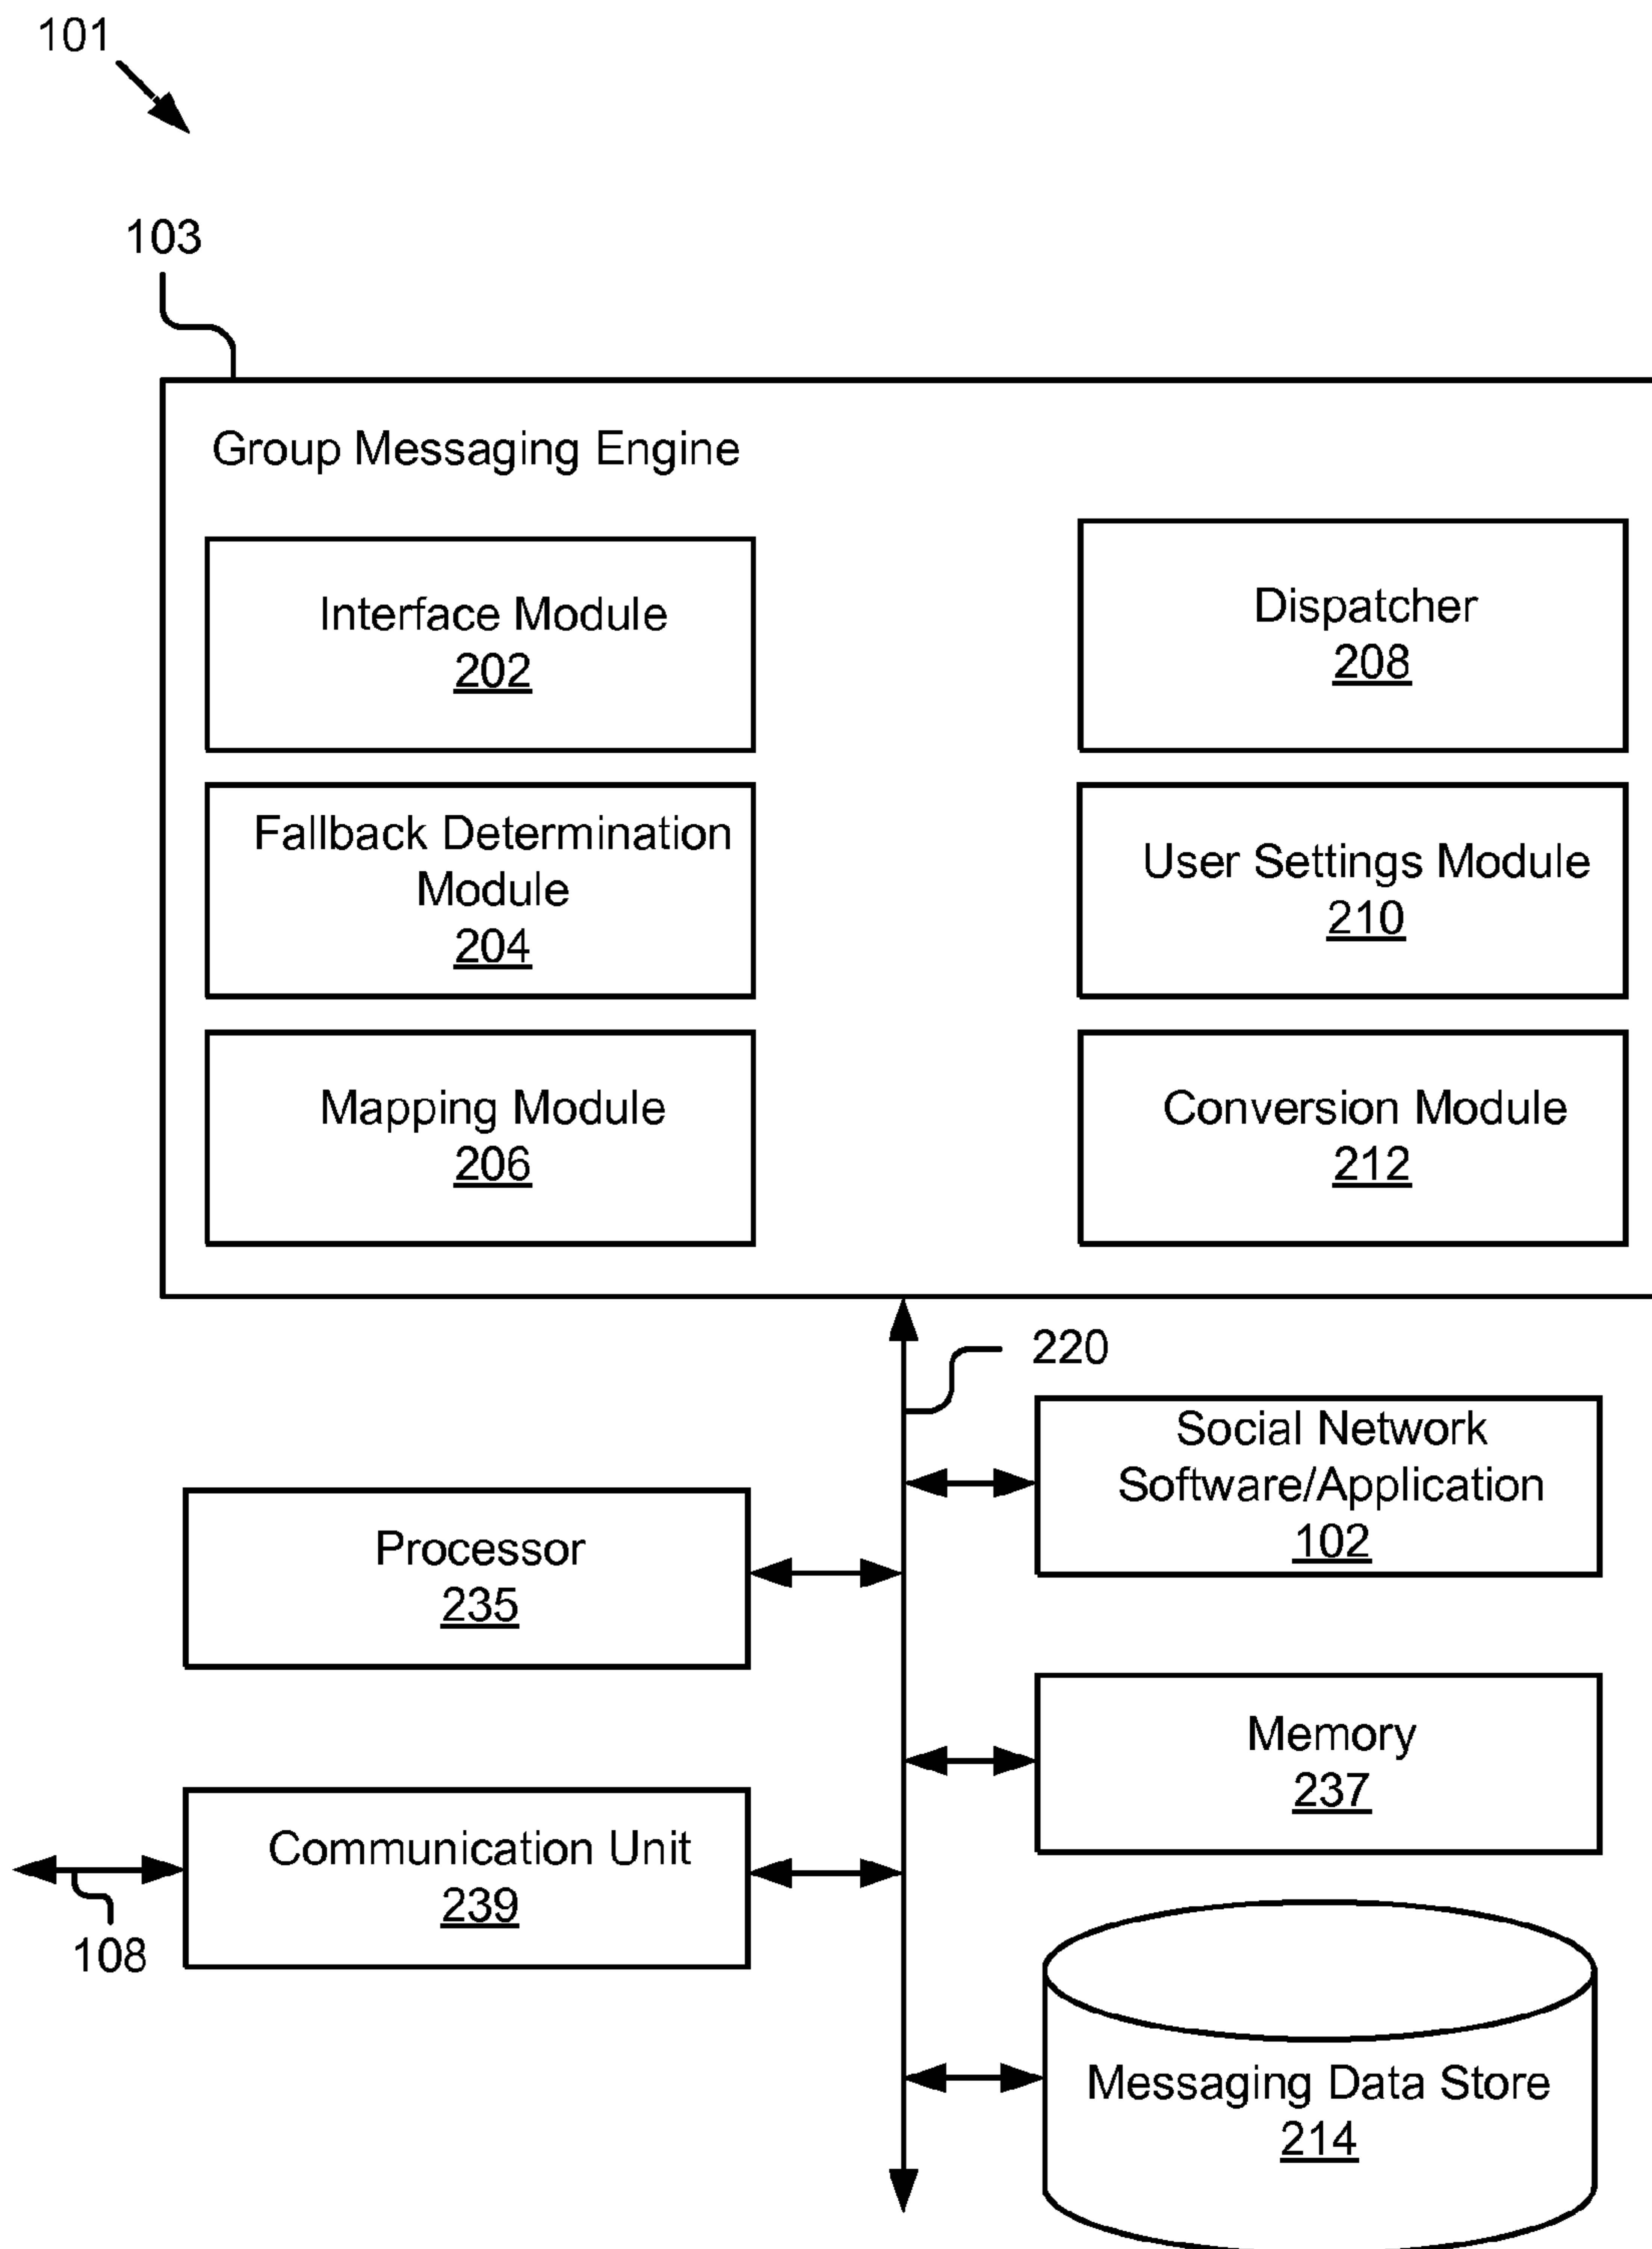 101
103
Group Messaging Engine
Interface Module
202
Dispatcher
208
Fallback Determination
Module
204
User Settings Module
210
Mapping Module
206
Conversion Module
212
220
Social Network
Software/Application
102
Processor
235
Memory
237
Communication Unit
239
108
Messaging Data Store
214